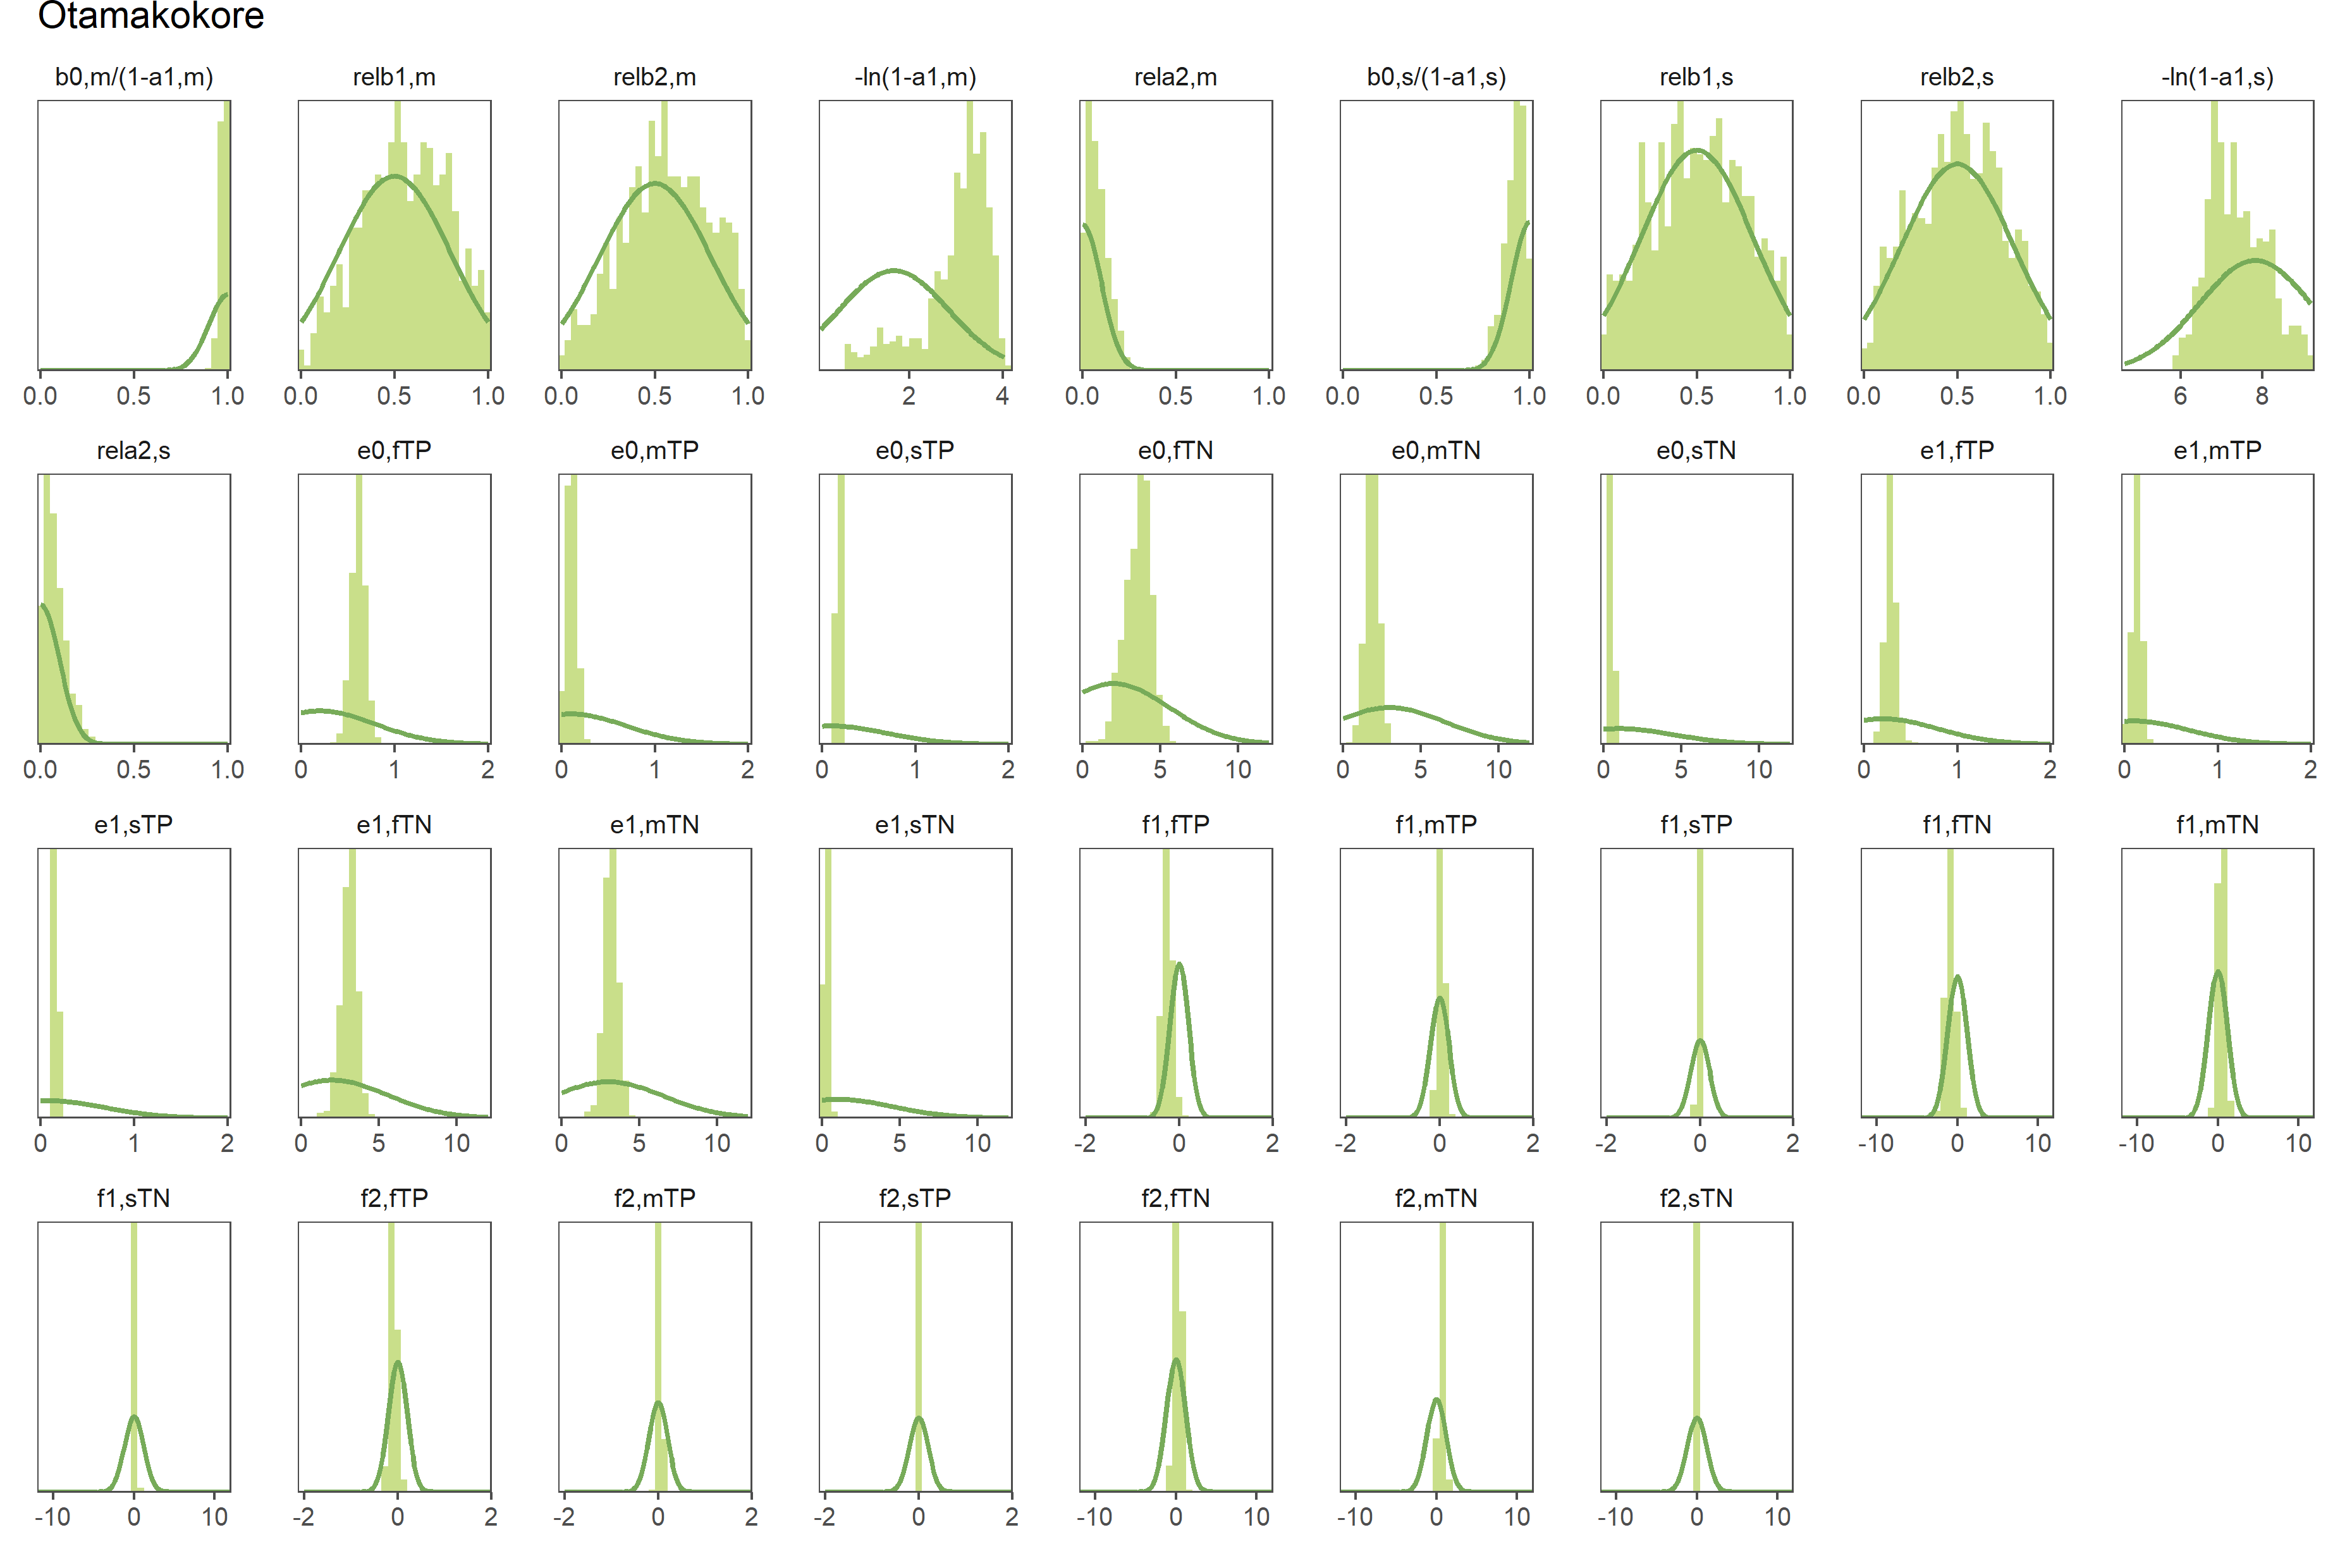 Otamakokore
b0,m/(1-a1,m) relb1,m relb2,m -ln(1-a1,m) rela2,m b0,s/(1-a1,s) relb1,s relb2,s -ln(1-a1,s)
0.0 0.5 1.0 0.0 0.5 1.0 0.0 0.5 1.0 2 4 0.0 0.5 1.0 0.0 0.5 1.0 0.0 0.5 1.0 0.0 0.5 1.0 6 8
rela2,s e0,fTP e0,mTP e0,sTP e0,fTN e0,mTN e0,sTN e1,fTP e1,mTP
0.0 0.5 1.0 0 1 2 0 1 2 0 1 2 0 5 10 0 5 10 0 5 10 0 1 2 0 1 2
e1,sTP e1,fTN e1,mTN e1,sTN f1,fTP f1,mTP f1,sTP f1,fTN f1,mTN
0 1 2 0 5 10 0 5 10 0 5 10 -2 0 2 -2 0 2 -2 0 2 -10 0 10 -10 0 10
f1,sTN f2,fTP f2,mTP f2,sTP f2,fTN f2,mTN f2,sTN
-10 0 10 -2 0 2 -2 0 2 -2 0 2 -10 0 10 -10 0 10 -10 0 10